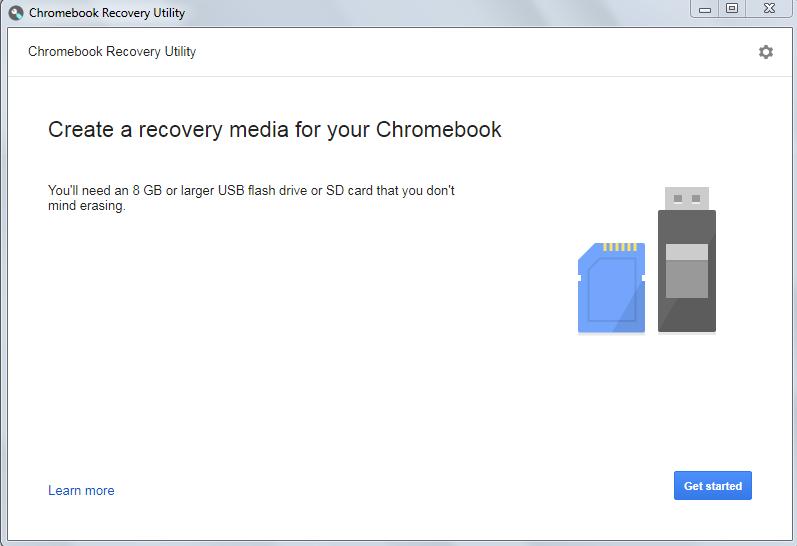 Chromebook Recovery Utility
Chromebook Recovery Utility
Create a recovery media for your Chromebook
You'll need an 8 GB or larger USB flash drive or SD card that you don't
mind erasing.
Learn more
Get started